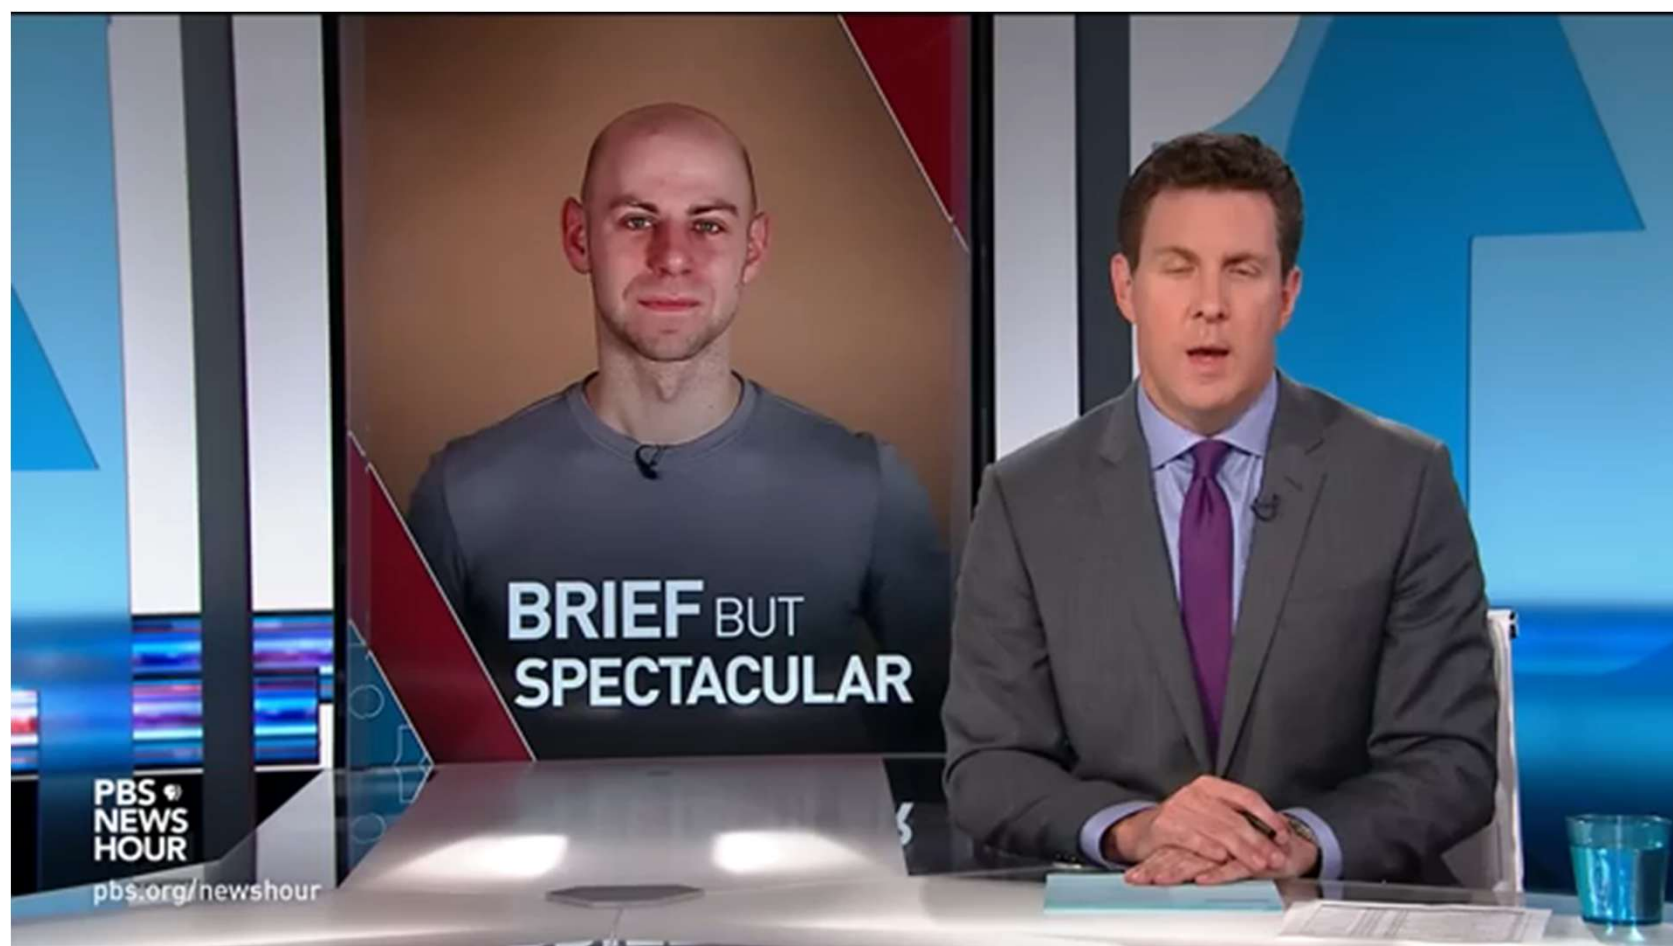 BRIEF BUT
SPECTACULAR
PBS
NEWS
HOUR
pbs.org/newshour